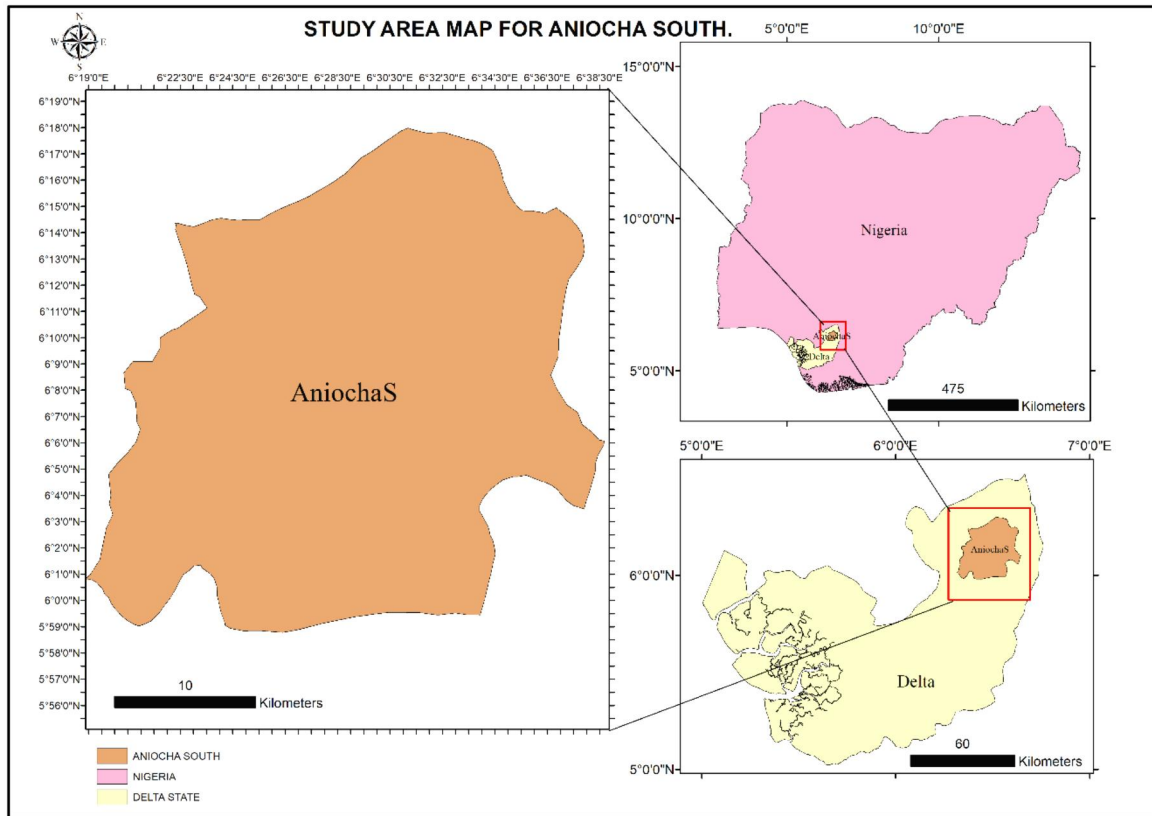 STUDY AREA MAP FOR ANIOCHA SOUTH.
N
W E
S
6°19'0"E 6°22'30"E 6°24'30"E 6°26'30"E 6°28'30"E 6°30'30"E 6°32'30"E 6°34'30"E 6°36'30"E 6°38'30"E
6°19'0"N
6°18'0"N
6°17'0"N
6°16'0"N
6°15'0"N
6°14'0"N
6°13'0"N
6°12'0"N
6°11'0"N
6°10'0"N
6°9'0"N
6°8'0"N
6°7'0"N
6°6'0"N
6°5'0"N
6°4'0"N
6°3'0"N
6°2'0"N
6°1'0"N
6°0'0"N
5°59'0"N
5°58'0"N
5°57'0"N
5°56'0"N
AniochaS
10
Kilometers
ANIOCHA SOUTH
NIGERIA
DELTA STATE
5°0'0"E 10°0'0"E
15°0'0"N
10°0'0"N
5°0'0"N
Nigeria
AniochaS
Delta
475
Kilometers
5°0'0"E 6°0'0"E 7°0'0"E
6°0'0"N
5°0'0"N
AniochaS
Delta
60
Kilometers